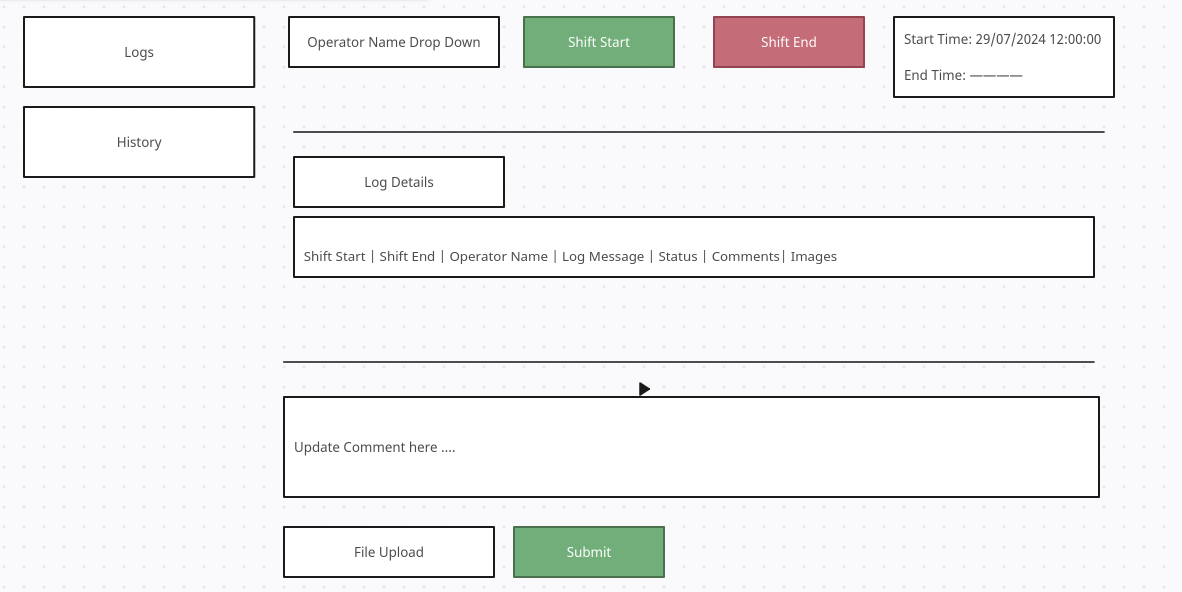 Logs
History
Operator Name Drop Down
Shift Start
Shift End
Start Time: 29/07/2024 12:00:00
End Time: ————
Log Details
Shift Start | Shift End | Operator Name | Log Message | Status | Comments| Images
Update Comment here ....
File Upload
Submit